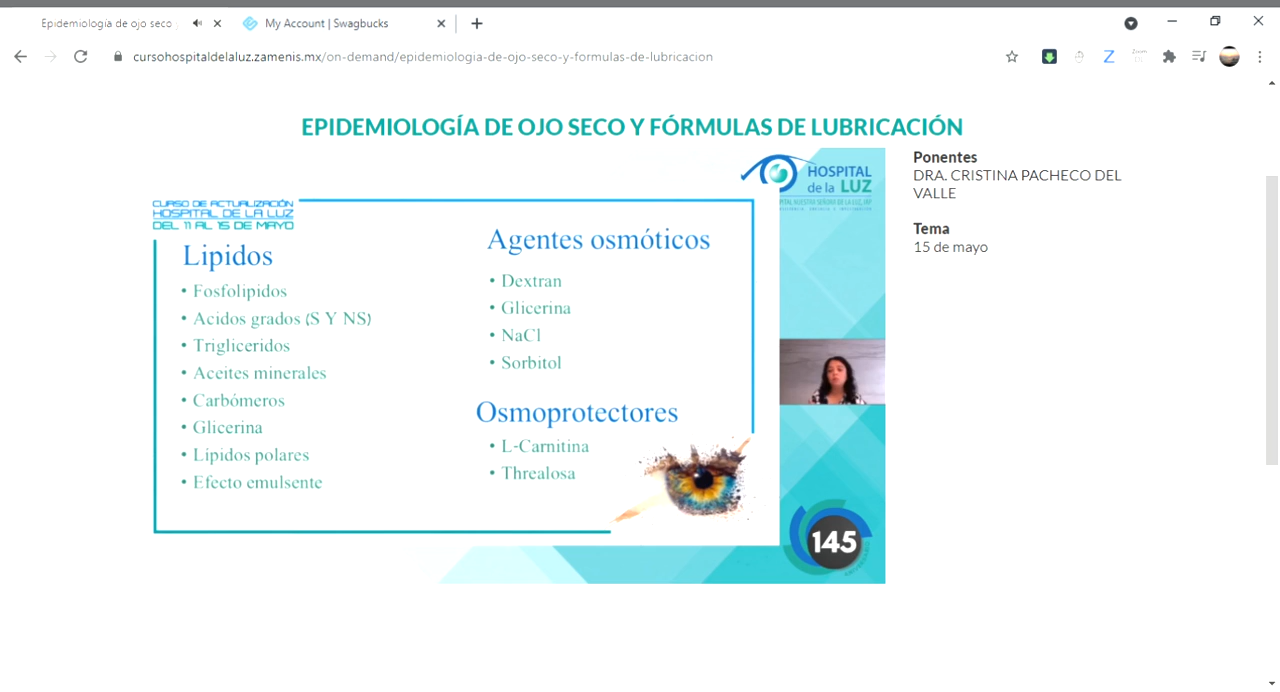 Epidemiología de ojo seco
My Account | Swagbucks
cursohospitaldelaluz.zamenis.mx/on-demand/epidemiologia-de-ojo-seco-y-formulas-de-lubricacion
Z
Zoom
EPIDEMIOLOGÍA DE OJO SECO Y FÓRMULAS DE LUBRICACIÓN
HOSPITAL
de la LUZ
CURSO DE ACTUALIZACIÓN
HOSPITAL DE LA LUZ
DEL 11 AL 15 DE MAYO
Lipidos
• Fosfolipidos
• Acidos grados (S Y NS)
• Trigliceridos
• Aceites minerales
• Carbómeros
• Glicerina
• Lípidos polares
• Efecto emulsente
Agentes osmóticos
• Dextran
• Glicerina
• NaCl
• Sorbitol
Osmoprotectores
• L-Carnitina
• Threalosa
145
Ponentes
DRA. CRISTINA PACHECO DEL
VALLE
Tema
15 de mayo